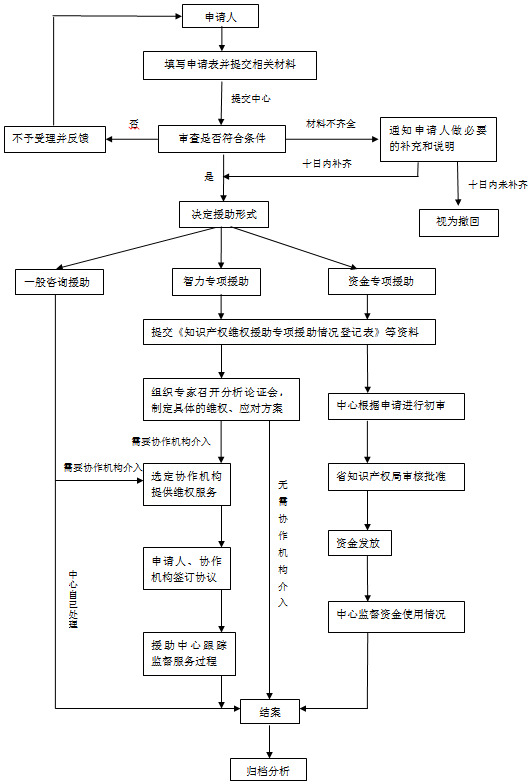 申请人
填写申请表并提交相关材料
提交中心
否
材料不齐全
不予受理并反馈
审查是否符合条件
通知申请人做必要
的补充和说明
是
十日内补齐
十日内未补齐
决定援助形式
视为撤回
一般咨询援助
智力专项援助
资金专项援助
提交《知识产权维权援助专项援助情况登记表》等资料
组织专家召开分析论证会,
制定具体的维权、应对方案
中心根据申请进行初审
需要协作机构介入
需要协作机构介入
选定协作机构
提供维权服务
无需协作机构介入
省知识产权局审核批准
资金发放
申请人、协作
机构签订协议
中心自己处理
中心监督资金使用情况
援助中心跟踪
监督服务过程
结案
归档分析